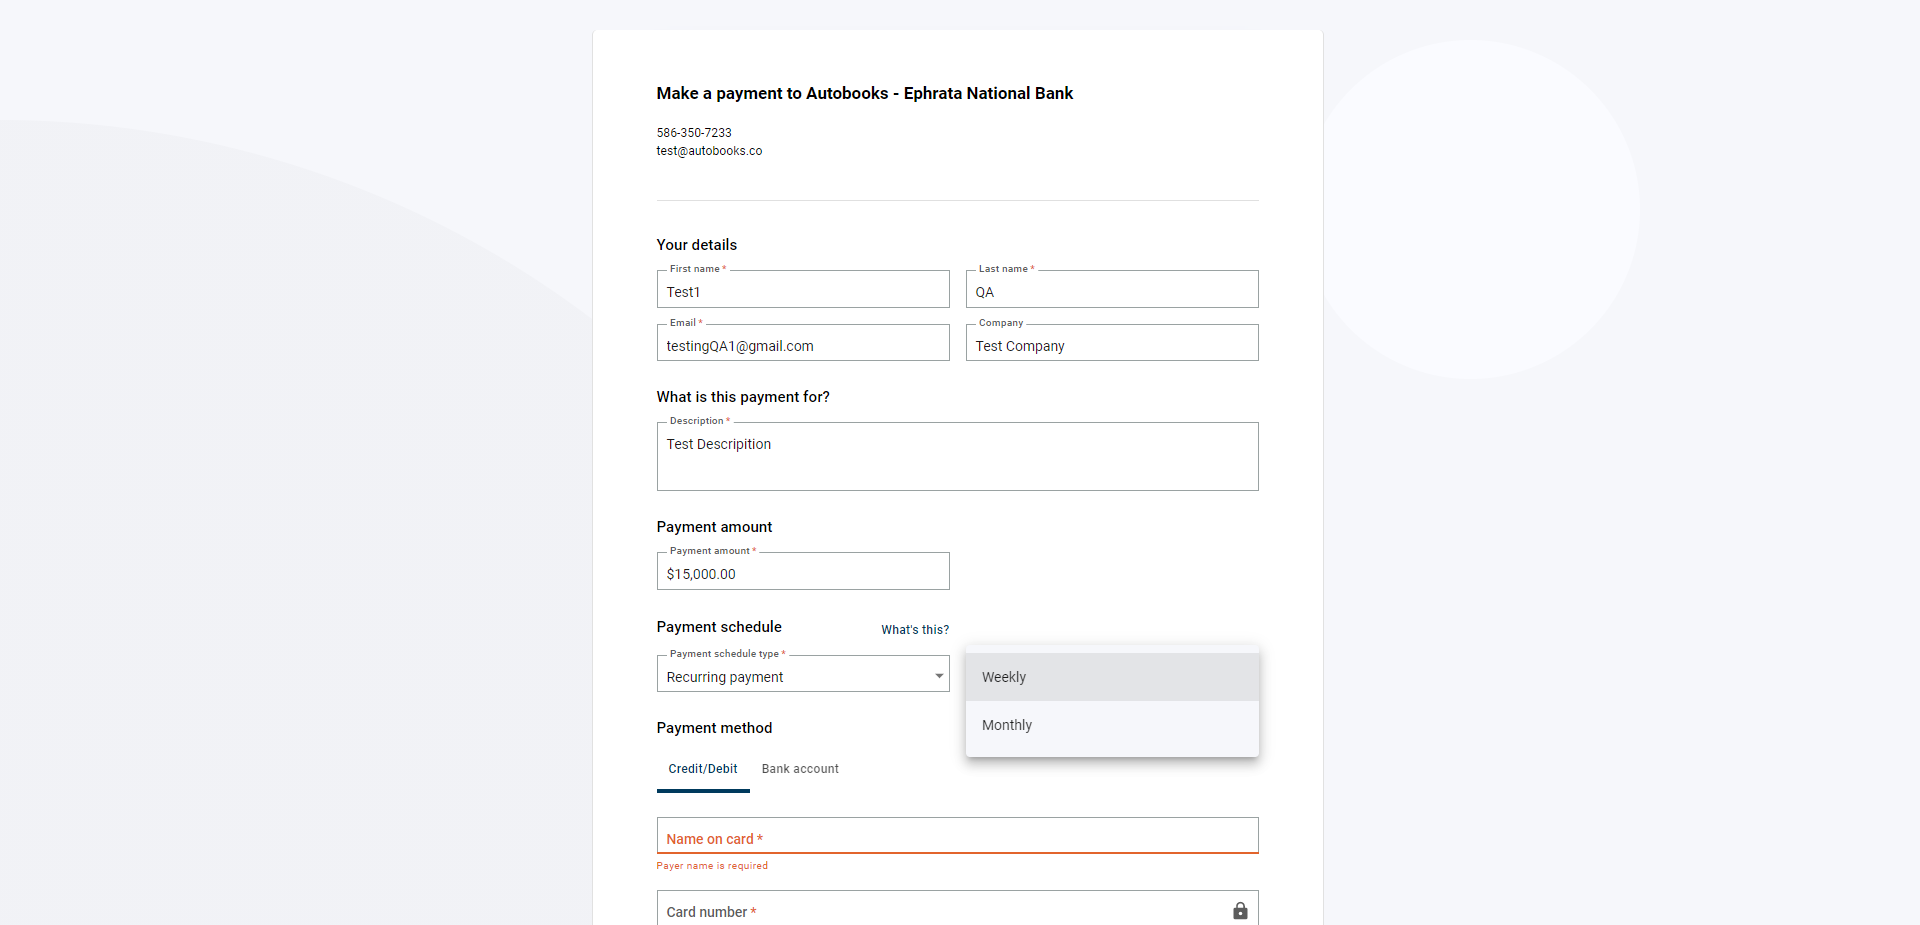 Make a payment to Autobooks - Ephrata National Bank
586-350-7233
test@autobooks.co
Your details
First name *
Test1
Last name *
QA
Email *
testingQA1@gmail.com
Company
Test Company
What is this payment for?
Description *
Test Descripition
Payment amount
Payment amount *
$15,000.00
Payment schedule
What's this?
Payment schedule type *
Recurring payment
Weekly
Monthly
Payment method
Credit/Debit
Bank account
Name on card *
Payer name is required
Card number *